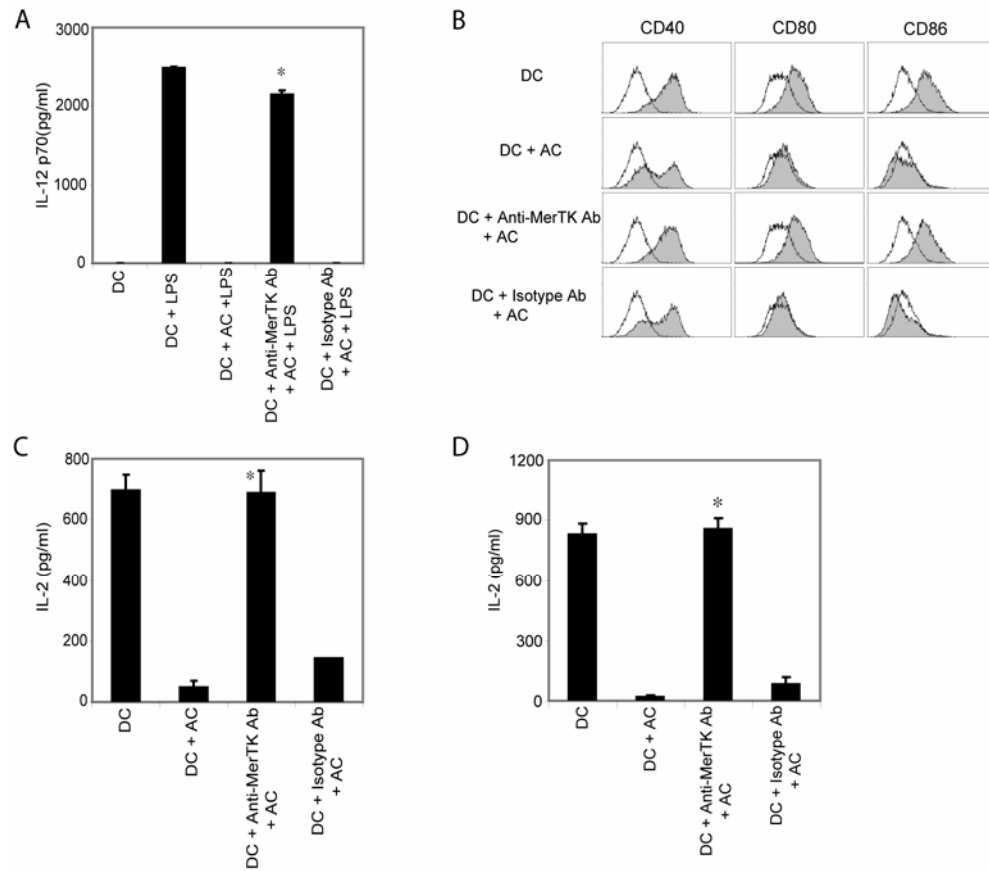 A
IL-12 p70(pg/ml)
3000
2000
1000
0
*
DC
DC + LPS
DC + AC +LPS
DC + Anti-MerTK Ab
+ AC + LPS
DC + Isotype Ab
+ AC + LPS
B
CD40
CD80
CD86
DC
DC + AC
DC + Anti-MerTK Ab
+ AC
DC + Isotype Ab
+ AC
C
IL-2 (pg/ml)
800
600
400
200
0
*
DC
DC + AC
DC + Anti-MerTK Ab
+ AC
DC + Isotype Ab
+ AC
D
IL-2 (pg/ml)
1200
900
600
300
0
*
DC
DC + AC
DC + Anti-MerTK Ab
+ AC
DC + Isotype Ab
+ AC